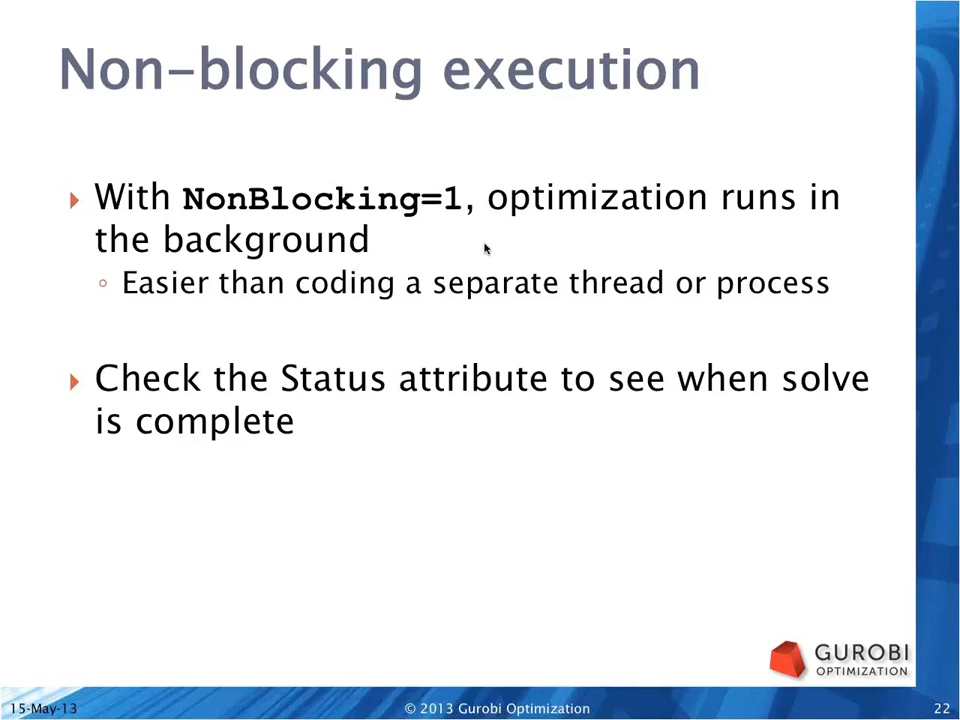 Non-blocking execution
With NonBlocking=1, optimization runs in
the background
Easier than coding a separate thread or process
Check the Status attribute to see when solve
is complete
GUROBI
OPTIMIZATION
15-May-13
© 2013 Gurobi Optimization
22